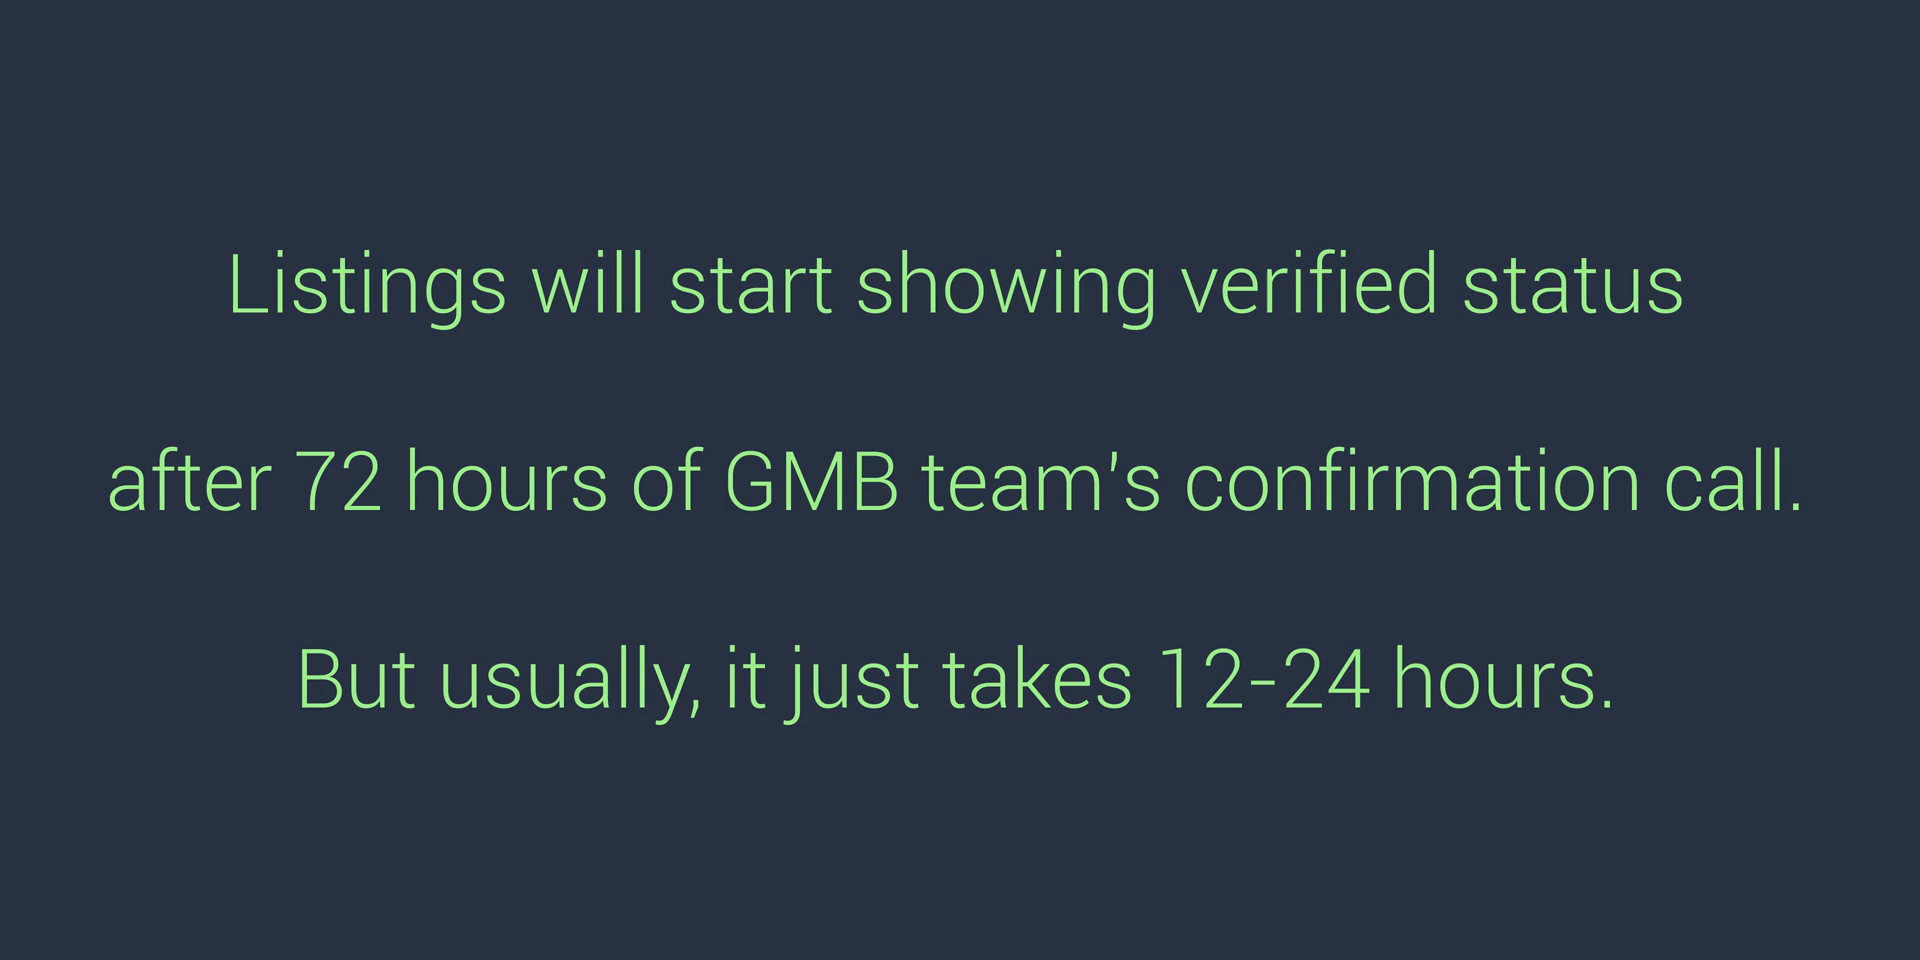 Listings will start showing verified status
after 72 hours of GMB team's confirmation call.
But usually, it just takes 12-24 hours.